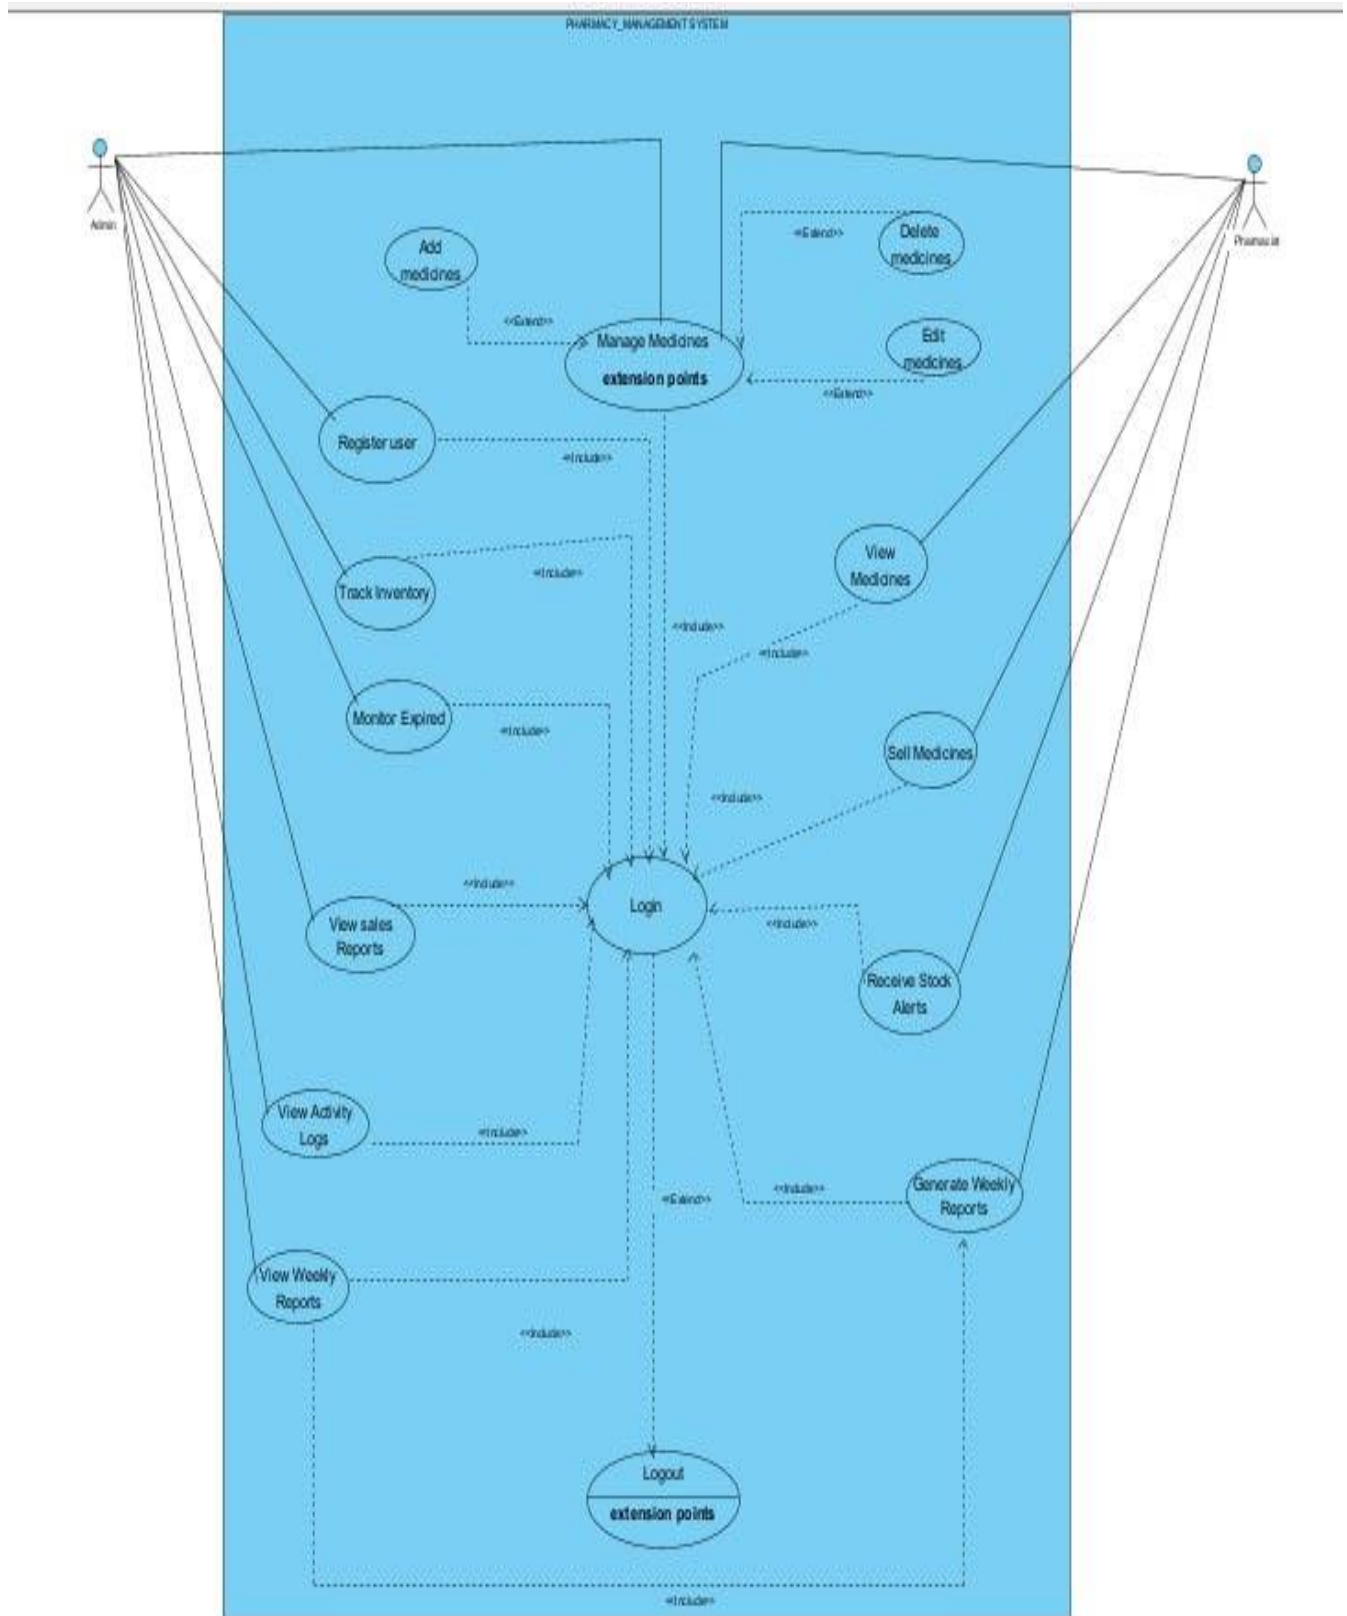 PHARMACY_MANAGEMENT SYSTEM
Admin
Pharmacist
Add
medicines
<<Extend>>
Delete
medicines
<<Extend>>
Manage Medicines
extension points
Edit
medicines
<<Extend>>
Register user
<<Include>>
View
Medicines
Track Inventory
<<Include>>
<<Include>>
<<Include>>
Monitor Expired
<<Include>>
Sell Medicines
<<Include>>
View sales
Reports
<<Include>>
Login
<<Include>>
Receive Stock
Alerts
View Activity
Logs
<<Include>>
<<Extend>>
<<Include>>
Generate Weekly
Reports
View Weekly
Reports
<<Include>>
Logout
extension points
<<Include>>